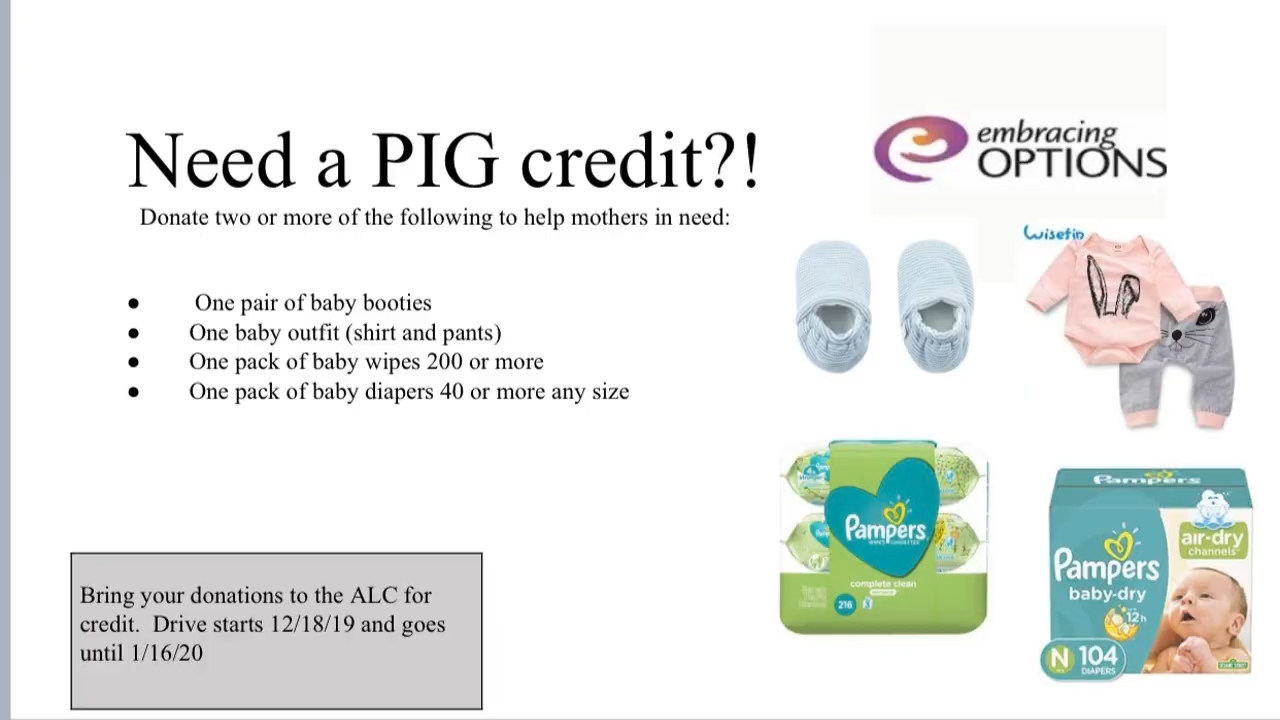 embracing
OPTIONS
Need a PIG credit?!
Donate two or more of the following to help mothers in need:
● One pair of baby booties
● One baby outfit (shirt and pants)
● One pack of baby wipes 200 or more
● One pack of baby diapers 40 or more any size
Bring your donations to the ALC for
credit. Drive starts 12/18/19 and goes
until 1/16/20
wisefin
Pampers
complete clean
216
Pampers
air-dry
channels
Pampers
baby-dry
12h
N 104
DIAPERS